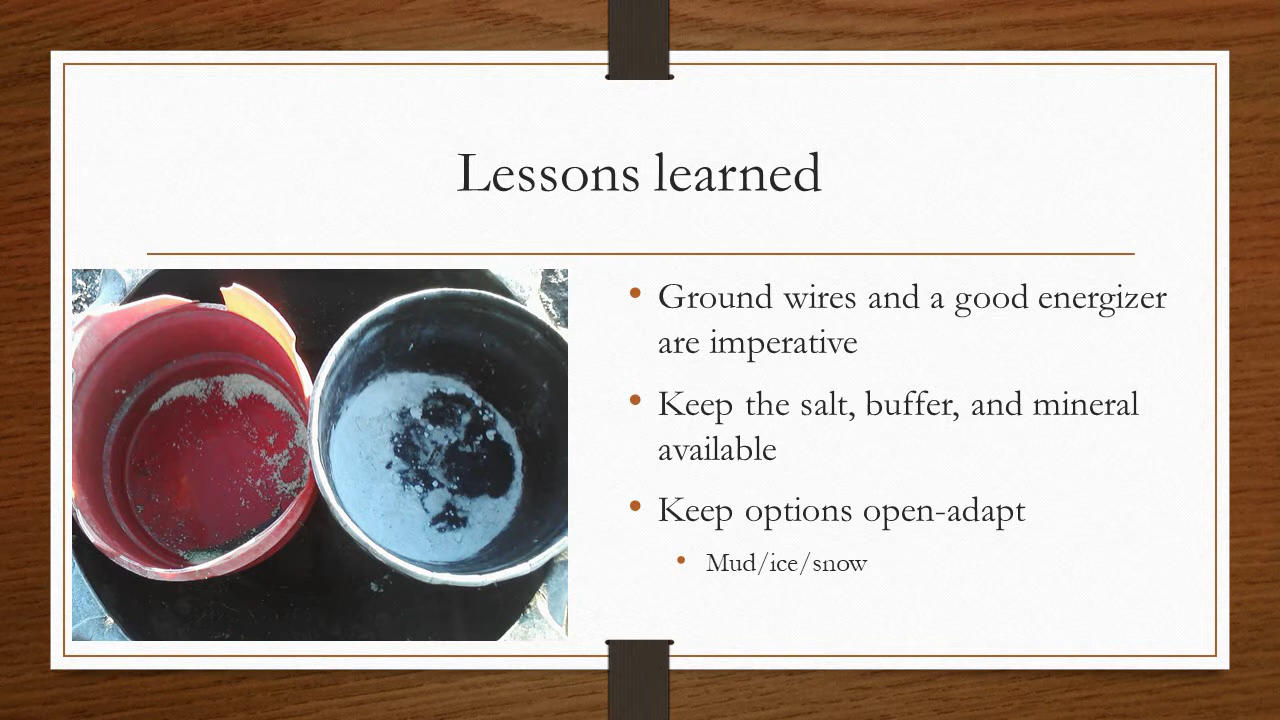 Lessons learned
• Ground wires and a good energizer
are imperative
• Keep the salt, buffer, and mineral
available
• Keep options open-adapt
• Mud/ice/snow